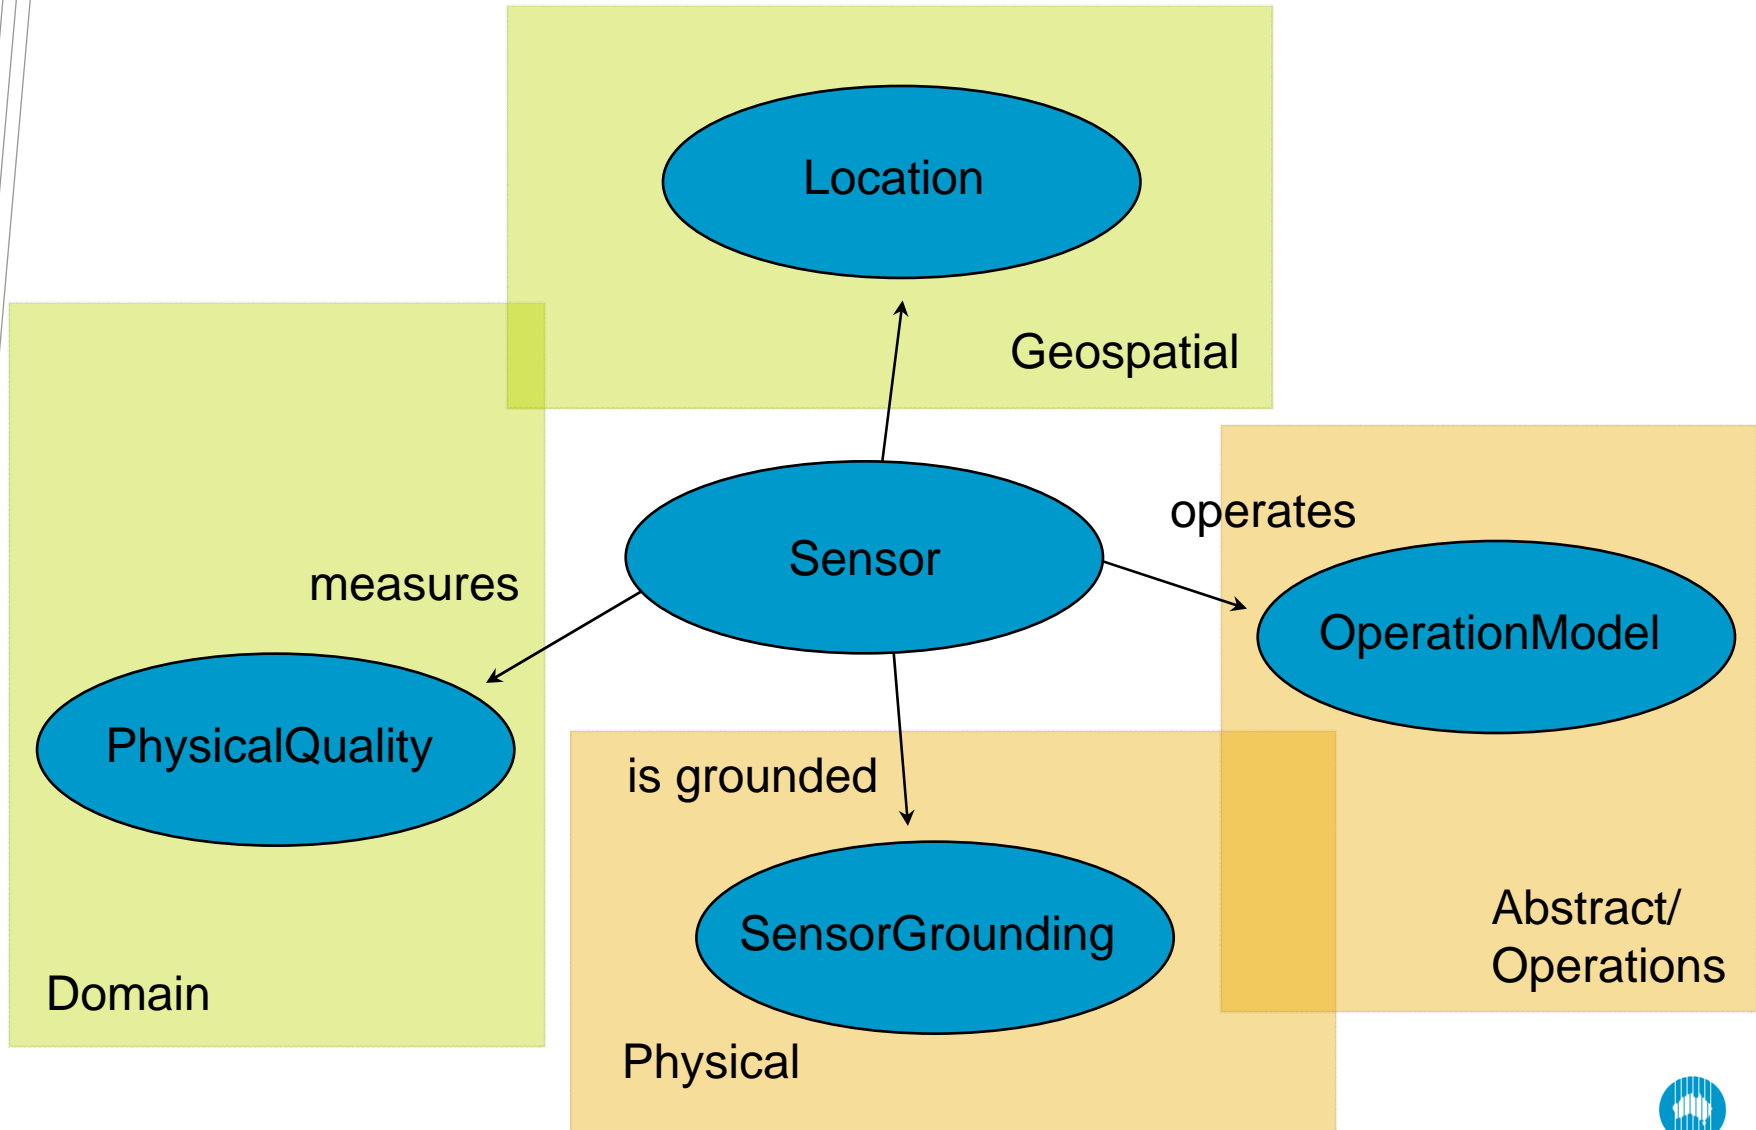 Location
Geospatial
operates
Sensor
measures
OperationModel
PhysicalQuality
is grounded
Abstract/
Operations
SensorGrounding
Domain
Physical